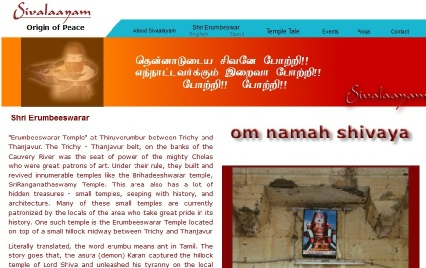 Sivalaayam
Origin of Peace
About Sivalaayam
Shri Erumbeeswar
English Tamil
Temple Tale
Events
Pooja
Contact
தென்னாடுடைய சிவனே போற்றி!!
எந்நாட்டவர்க்கும் இறைவா போற்றி!!
போற்றி!! போற்றி!!
Sivalaayam
Shri Erumbeeswarar
"Erumbeeswarar Temple" at Thiruverumbur between Trichy and
Thanjavur. The Trichy - Thanjavur belt, on the banks of the
Cauvery River was the seat of power of the mighty Cholas
who were great patrons of art. Under their rule, they built and
revived innumerable temples like the Brihadeeshwarar temple,
SriRanganathaswamy Temple. This area also has a lot of
hidden treasures - small temples, seeping with history, and
architecture. Many of these small temples are currently
patronized by the locals of the area who take great pride in its
history. One such temple is the Erumbeeswarar Temple located
on top of a small hillock midway between Trichy and Thanjavur
Literally translated, the word erumbu means ant in Tamil. The
story goes that, the asura (demon) Karan captured the hillock
temple of Lord Shiva and unleashed his tyranny on the local
om namah shivaya